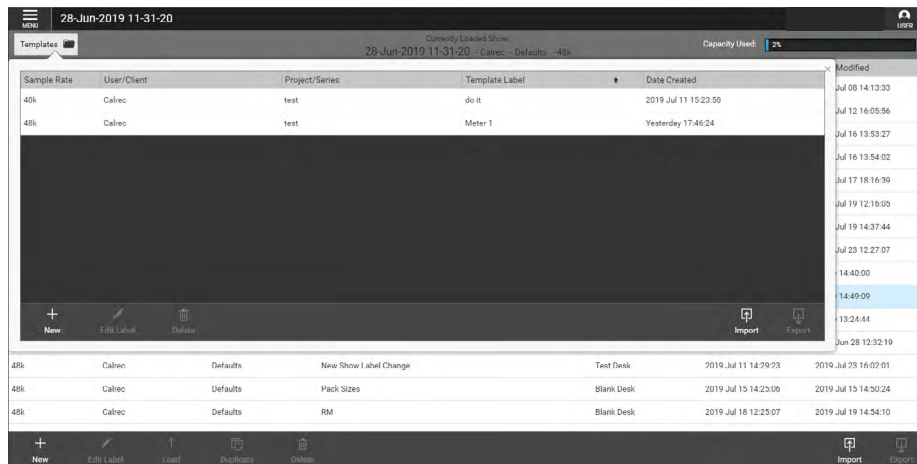 MENU 28-Jun-2019 11-31-20 USER
Templates Currently Loaded Show: Capacity Used: 2%
28-Jun-2019 11-31-20 - Calrec - Defaults - 48k
Modified
Sample Rate User/Client Project/Series Template Label Date Created
48k Calrec test do it 2019 Jul 11 15:23:58
48k Calrec test Meter 1 Yesterday 17:46:24
Jul 08 14:13:33
Jul 12 16:05:56
Jul 16 13:53:27
Jul 16 13:54:02
Jul 17 18:16:39
Jul 19 12:16:05
Jul 19 14:37:44
Jul 23 12:27:07
14:40:00
14:49:09
13:24:44
Jun 28 12:32:19
New Edit Label Delete Import Export
48k Calrec Defaults New Show Label Change Test Desk 2019 Jul 11 14:29:23 2019 Jul 23 16:02:01
48k Calrec Defaults Pack Sizes Blank Desk 2019 Jul 15 14:25:06 2019 Jul 15 14:50:24
48k Calrec Defaults RM Blank Desk 2019 Jul 18 12:25:07 2019 Jul 19 14:54:10
New Edit Label Load Duplicate Delete Import Export